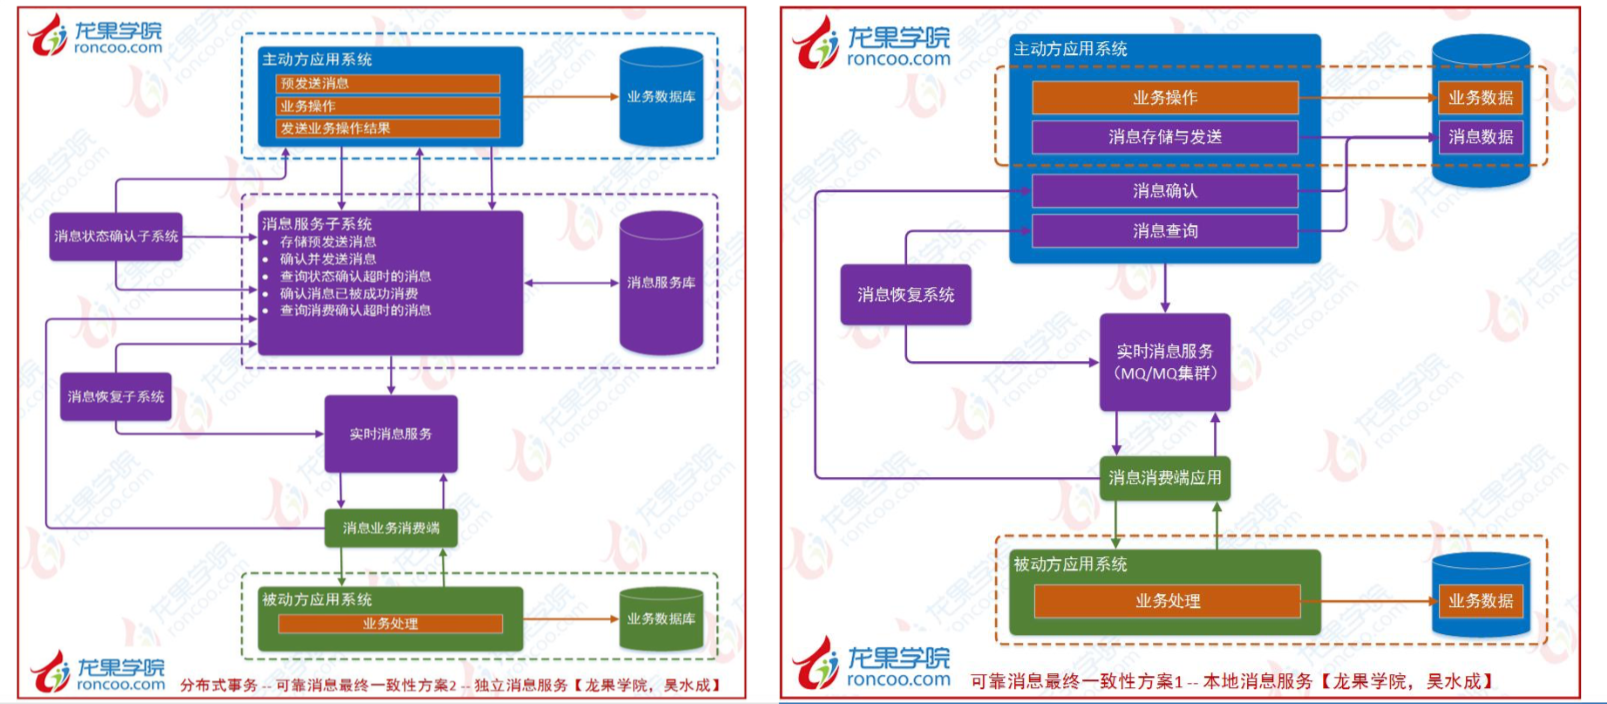 龙果学院
roncoo.com
主动方应用系统
预发送消息
业务操作
发送业务操作结果
业务数据库
消息状态确认子系统
消息服务子系统
• 存储预发送消息
• 确认并发送消息
• 查询状态确认超时的消息
• 确认消息已被成功消费
• 查询消费确认超时的消息
消息服务库
消息恢复子系统
实时消息服务
消息业务消费端
被动方应用系统
业务处理
业务数据库
龙果学院
roncoo.com
分布式事务 -- 可靠消息最终一致性方案2 -- 独立消息服务【龙果学院，吴水成】
龙果学院
roncoo.com
主动方应用系统
业务操作
业务数据
消息存储与发送
消息数据
消息确认
消息查询
消息恢复系统
实时消息服务
（MQ/MQ集群）
消息消费端应用
被动方应用系统
业务处理
业务数据
龙果学院
roncoo.com
可靠消息最终一致性方案1 -- 本地消息服务【龙果学院，吴水成】